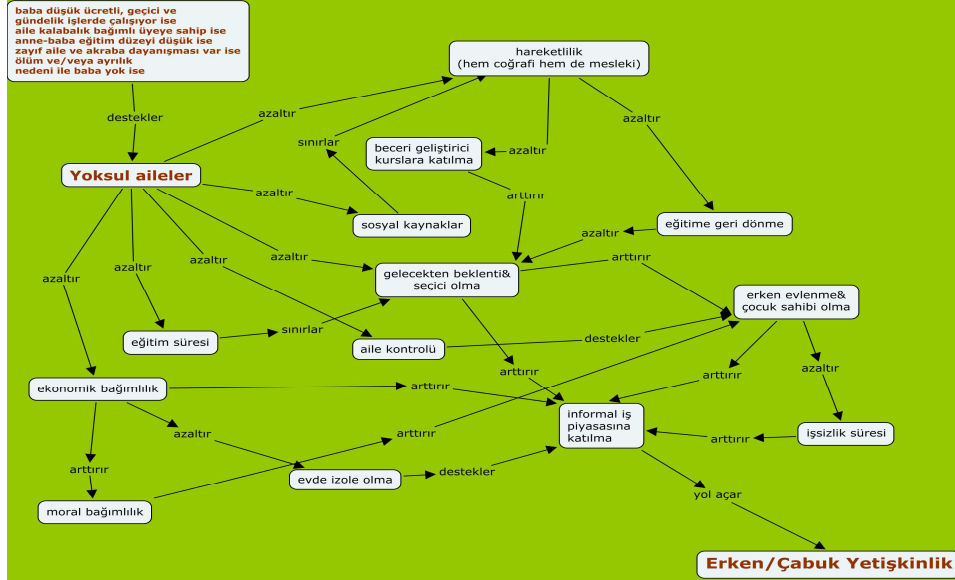 baba düşük ücretli, geçici ve
gündelik işlerde çalışıyor ise
aile kalabalık bağımlı üyeye sahip ise
anne-baba eğitim düzeyi düşük ise
zayıf aile ve akraba dayanışması var ise
ölüm ve/veya ayrılık
nedeni ile baba yok ise
hareketlilik
(hem coğrafi hem de mesleki)
destekler
azaltır
azaltır
sınırlar
beceri geliştirici
kurslara katılma
azaltır
Yoksul aileler
azaltır
arttırır
sosyal kaynaklar
eğitime geri dönme
azaltır
azaltır
azaltır
azaltır
azaltır
azaltır
gelecekten beklenti&
seçici olma
arttırır
erken evlenme&
çocuk sahibi olma
eğitim süresi
sınırlar
aile kontrolü
destekler
ekonomik bağımlılık
arttırır
arttırır
arttırır
azaltır
informal iş
piyasasına
katılma
azaltır
arttırır
arttırır
işsizlik süresi
arttırır
evde izole olma
destekler
moral bağımlılık
yol açar
Erken/Çabuk Yetişkinlik